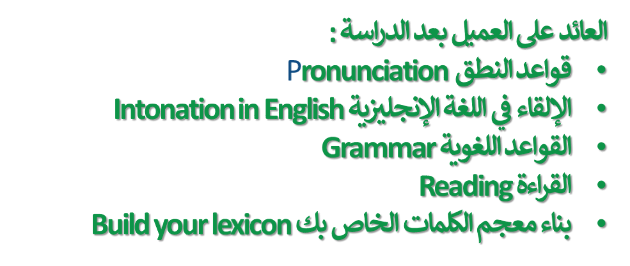 العائد على العميل بعد الدراسة :
• قواعد النطق Pronunciation
• الإلقاء في اللغة الإنجليزية Intonation in English
• القواعد اللغوية Grammar
• القراءة Reading
• بناء معجم الكلمات الخاص بك Build your lexicon